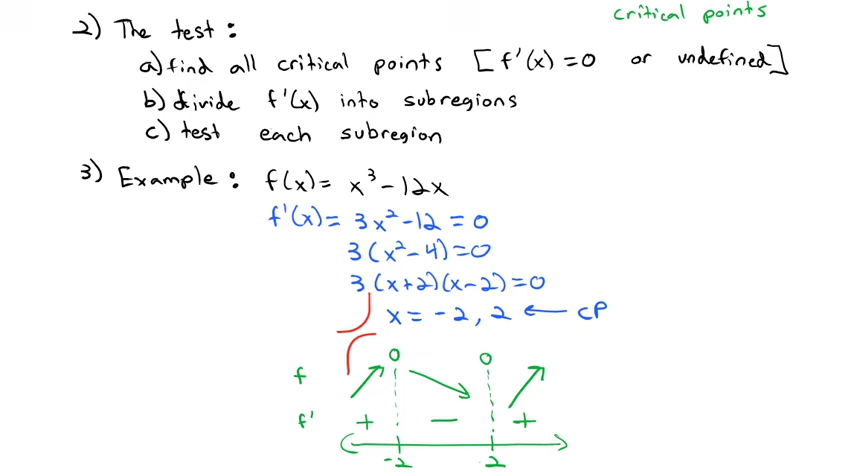 critical points
2) The test:
a) find all critical points [f'(x) = 0 or undefined]
b) divide f'(x) into subregions
c) test each subregion
3) Example: f(x) = x³ - 12x
f'(x) = 3x² - 12 = 0
3(x² - 4) = 0
3(x + 2)(x - 2) = 0
x = -2, 2 ← CP
0 0
f
f' + — +
-2 2